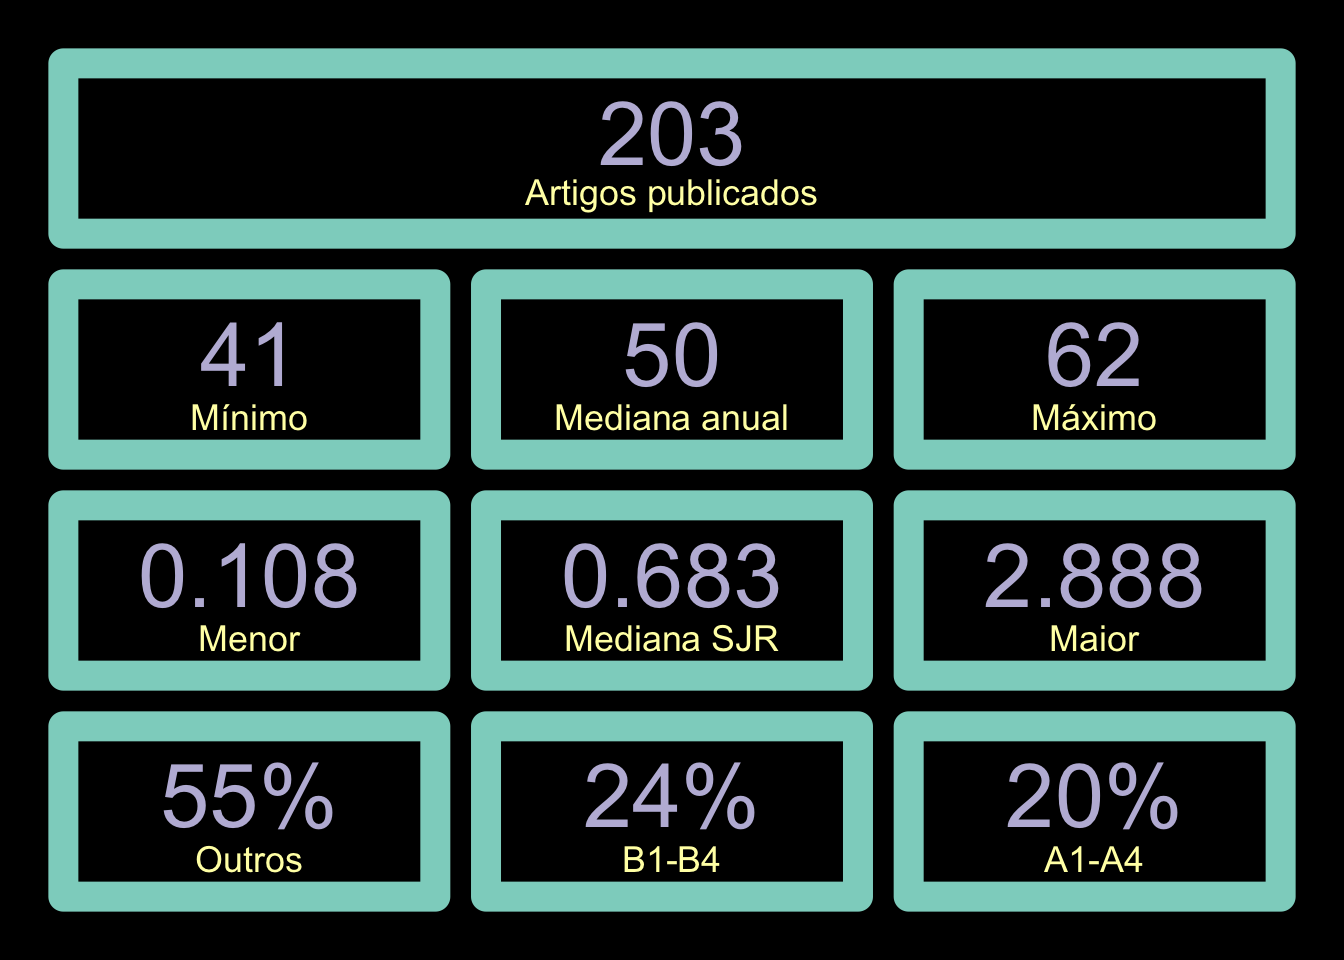 203
Artigos publicados
41
Mínimo
50
Mediana anual
62
Máximo
0.108
Menor
0.683
Mediana SJR
2.888
Maior
55%
Outros
24%
B1-B4
20%
A1-A4